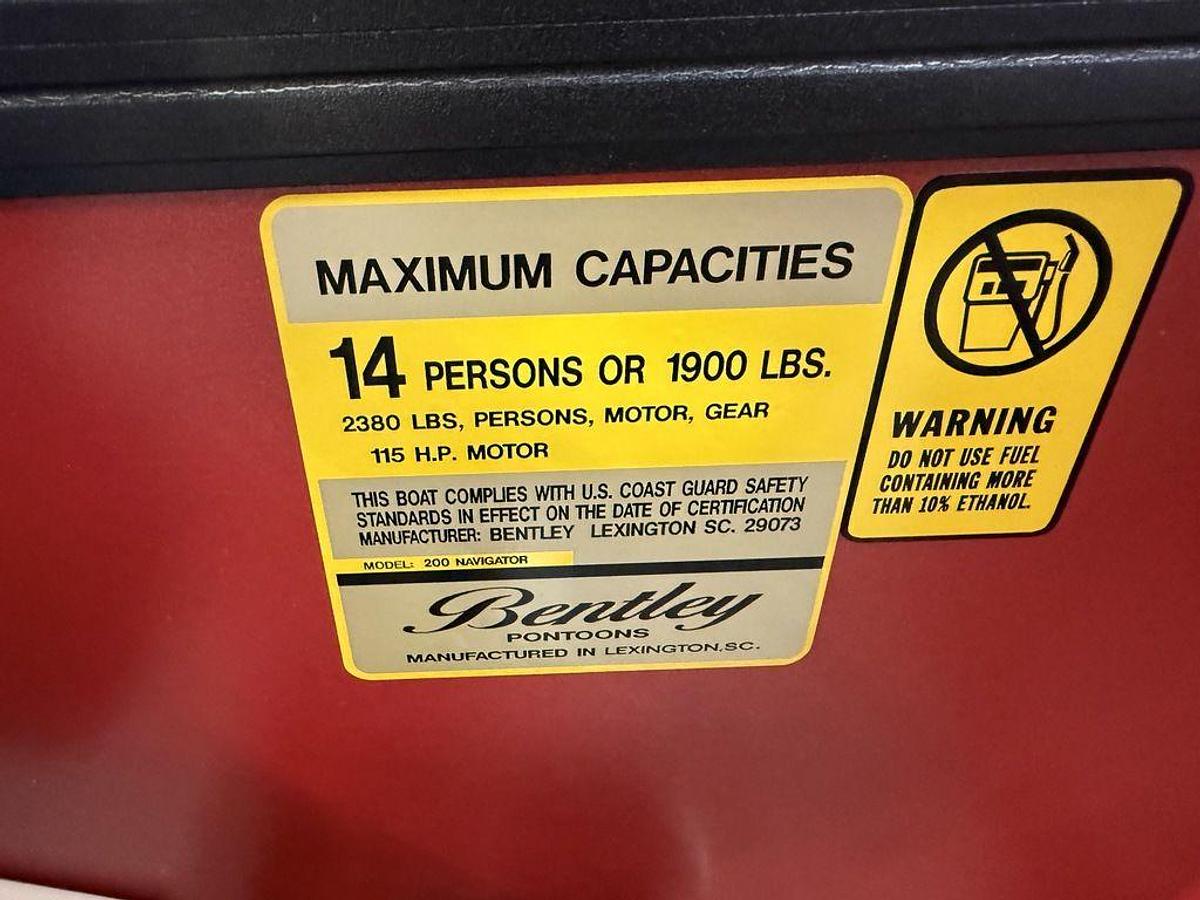 MAXIMUM CAPACITIES
14 PERSONS OR 1900 LBS.
2380 LBS, PERSONS, MOTOR, GEAR
115 H.P. MOTOR
THIS BOAT COMPLIES WITH U.S. COAST GUARD SAFETY
STANDARDS IN EFFECT ON THE DATE OF CERTIFICATION
MANUFACTURER: BENTLEY LEXINGTON SC. 29073
MODEL: 200 NAVIGATOR
Bentley
PONTOONS
MANUFACTURED IN LEXINGTON,SC.
WARNING
DO NOT USE FUEL
CONTAINING MORE
THAN 10% ETHANOL.